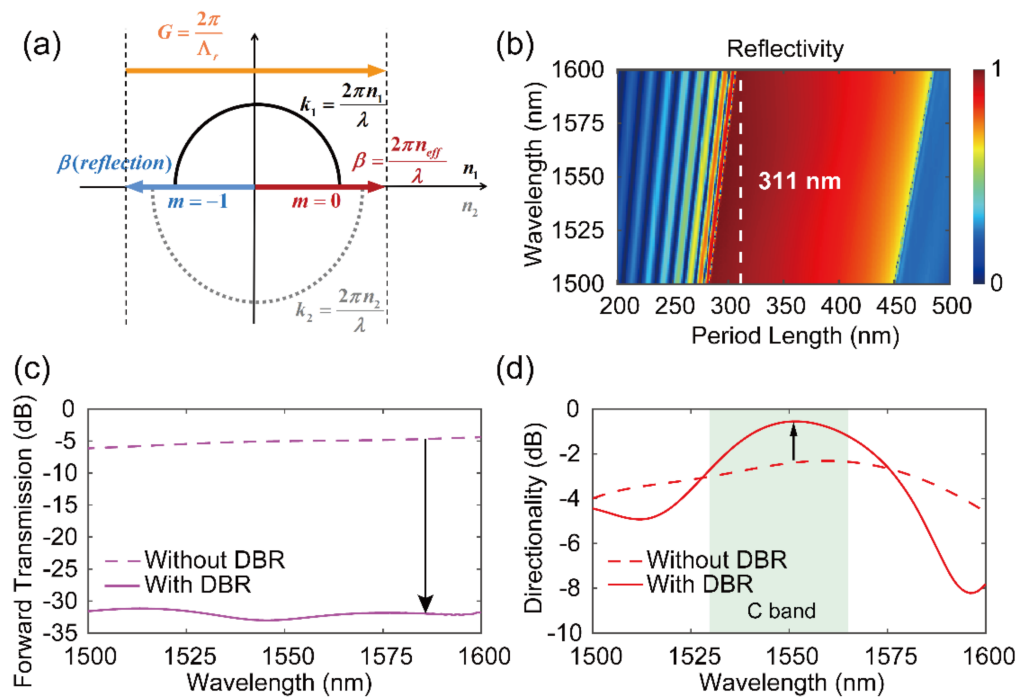 (a)
G = 2π/Λr
k1 = 2πn1/λ
β(reflection)
β = 2πneff/λ
n1
m = −1
m = 0
n2
k2 = 2πn2/λ
(b)
Reflectivity
Wavelength (nm)
1600
1575
1550
1525
1500
311 nm
200 250 300 350 400 450 500
Period Length (nm)
1
0
(c)
Forward Transmission (dB)
0
-5
-10
-15
-20
-25
-30
-35
Without DBR
With DBR
1500 1525 1550 1575 1600
Wavelength (nm)
(d)
Directionality (dB)
0
-2
-4
-6
-8
-10
Without DBR
With DBR
C band
1500 1525 1550 1575 1600
Wavelength (nm)